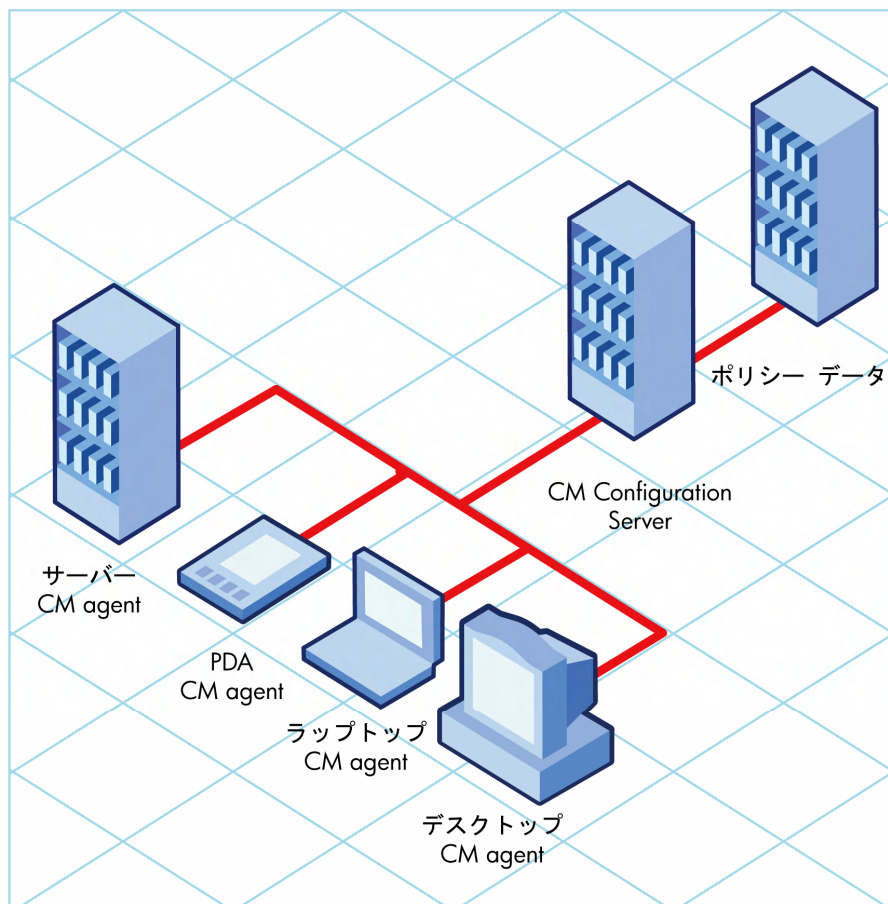 ポリシー データ
CM Configuration
Server
サーバー
CM agent
PDA
CM agent
ラップトップ
CM agent
デスクトップ
CM agent